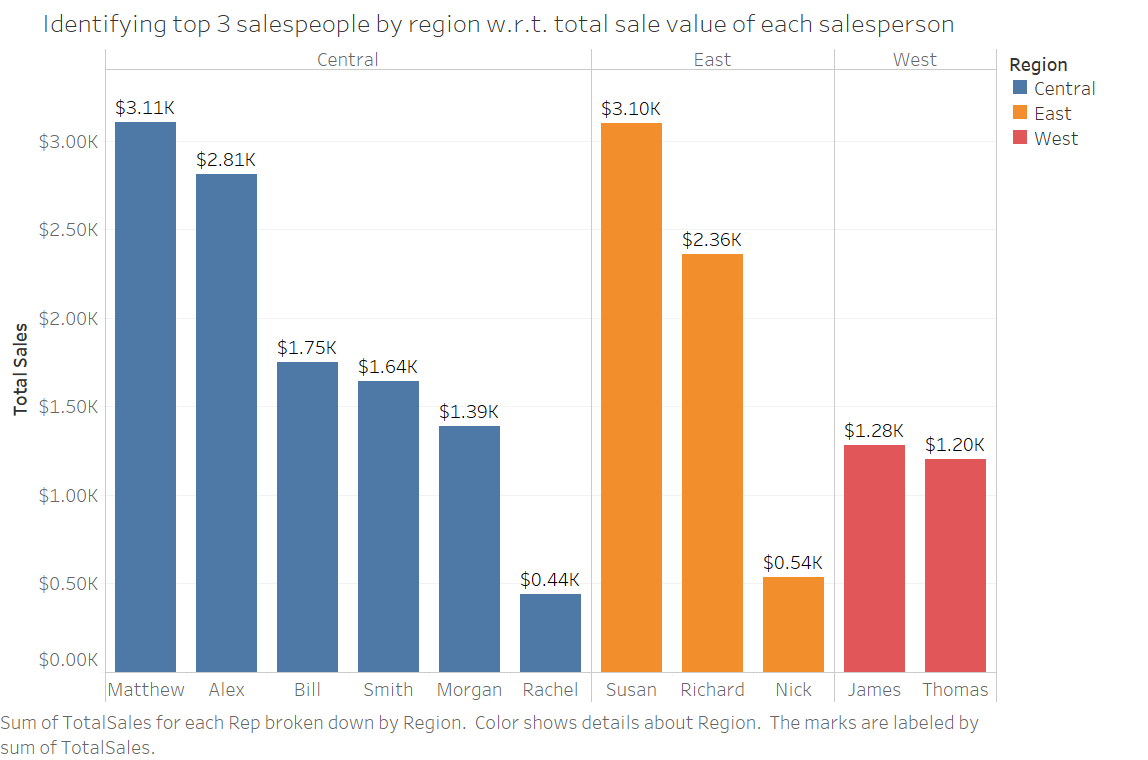 Identifying top 3 salespeople by region w.r.t. total sale value of each salesperson
Central
East
West
Region
Central
East
West
Total Sales
$3.00K
$2.50K
$2.00K
$1.50K
$1.00K
$0.50K
$0.00K
$3.11K
$2.81K
$1.75K
$1.64K
$1.39K
$0.44K
$3.10K
$2.36K
$0.54K
$1.28K
$1.20K
Matthew
Alex
Bill
Smith
Morgan
Rachel
Susan
Richard
Nick
James
Thomas
Sum of TotalSales for each Rep broken down by Region.  Color shows details about Region.  The marks are labeled by
sum of TotalSales.